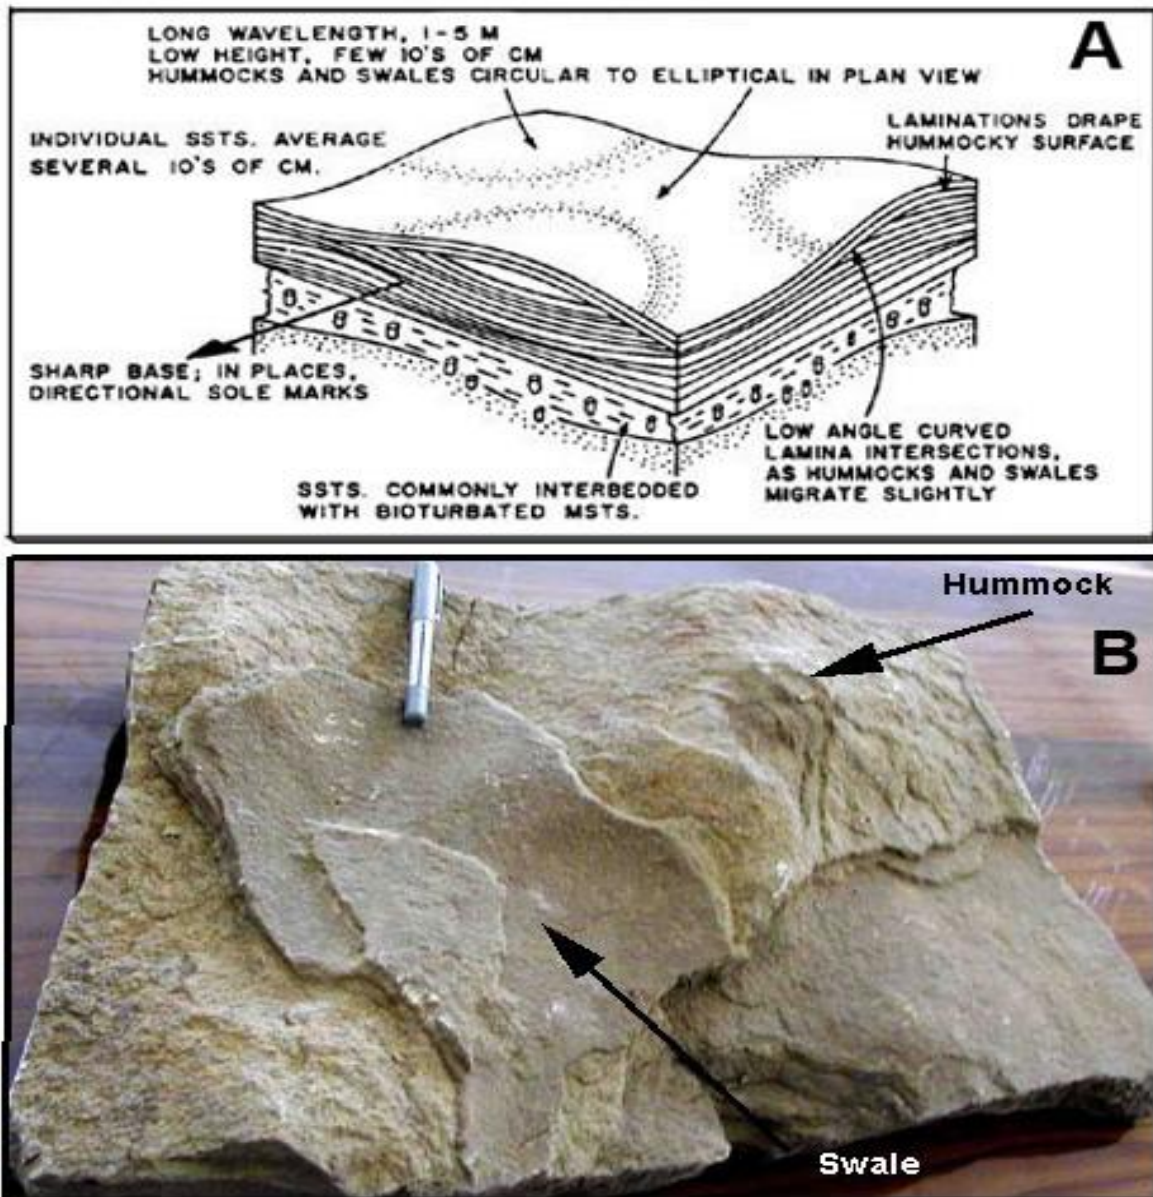 A
LONG WAVELENGTH, 1-5 M
LOW HEIGHT, FEW 10'S OF CM
HUMMOCKS AND SWALES CIRCULAR TO ELLIPTICAL IN PLAN VIEW
INDIVIDUAL SSTS. AVERAGE
SEVERAL 10'S OF CM.
LAMINATIONS DRAPE
HUMMOCKY SURFACE
SHARP BASE; IN PLACES,
DIRECTIONAL SOLE MARKS
LOW ANGLE CURVED
LAMINA INTERSECTIONS,
AS HUMMOCKS AND SWALES
MIGRATE SLIGHTLY
SSTS. COMMONLY INTERBEDDED
WITH BIOTURBATED MSTS.
Hummock
B
Swale